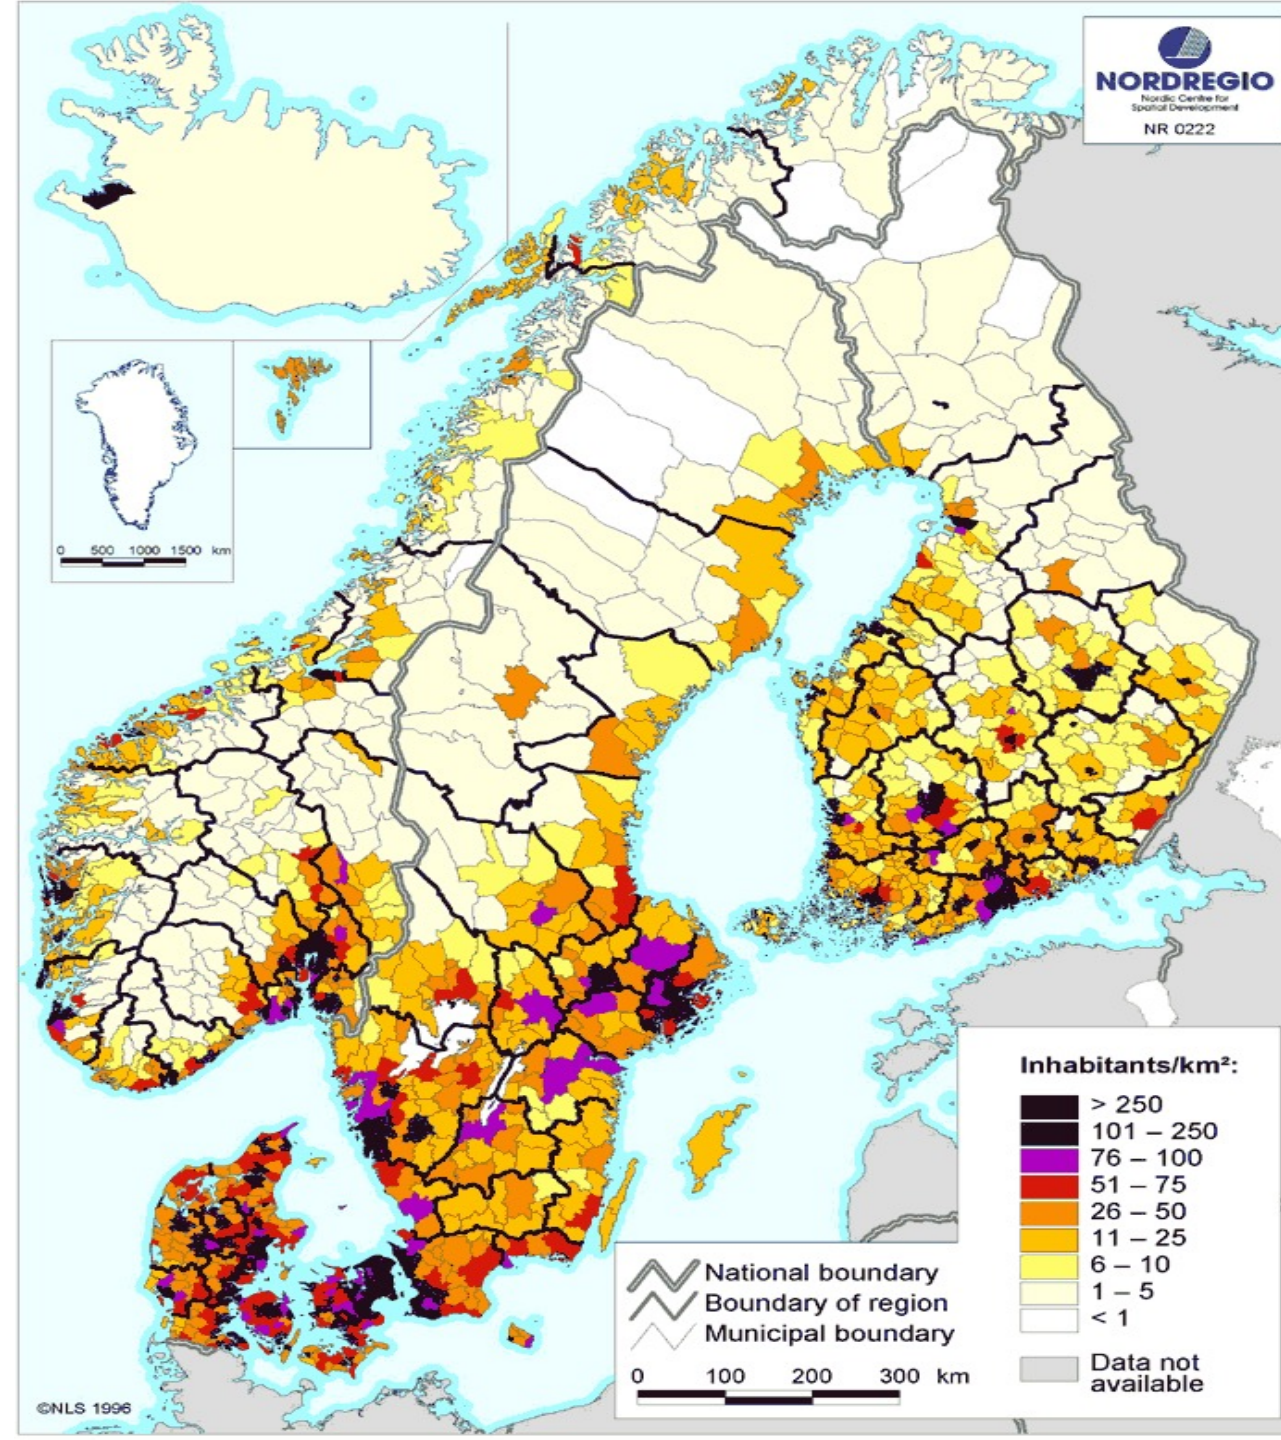 NORDREGIO
Nordic Centre for
Spatial Development
NR 0222
0 500 1000 1500 km
Inhabitants/km²:
> 250
101 – 250
76 – 100
51 – 75
26 – 50
11 – 25
6 – 10
1 – 5
< 1
Data not
available
National boundary
Boundary of region
Municipal boundary
0 100 200 300 km
©NLS 1996